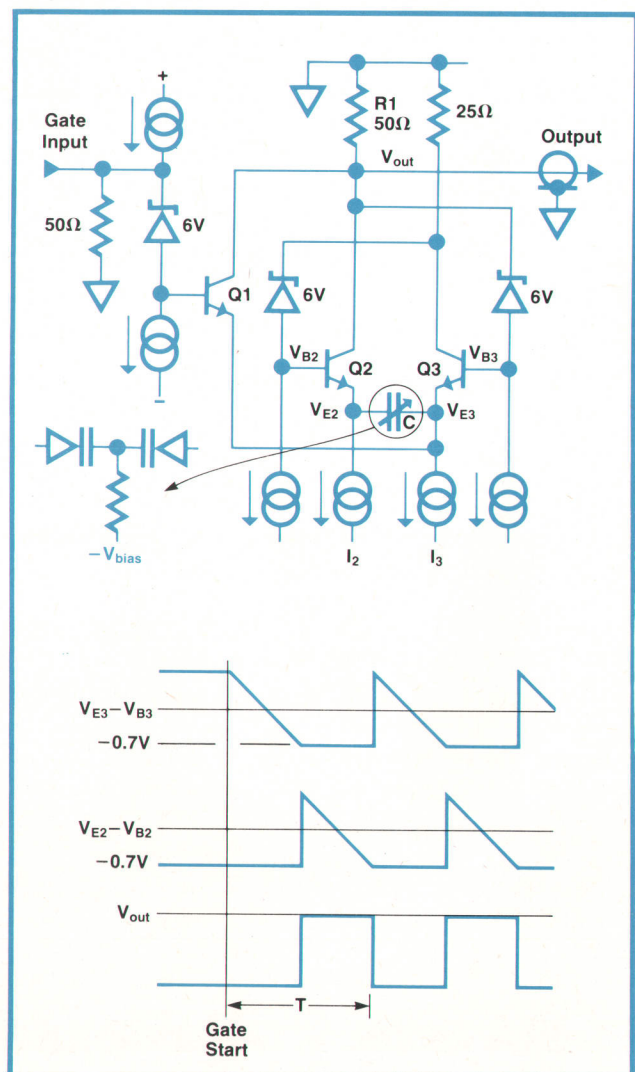 +
Gate
Input
50Ω
6V
–
Q1
R1
50Ω
25Ω
Output
Vout
6V
6V
VB2
Q2
Q3
VB3
VE2
C
VE3
–Vbias
I2
I3
VE3–VB3
–0.7V
VE2–VB2
–0.7V
Vout
T
Gate
Start